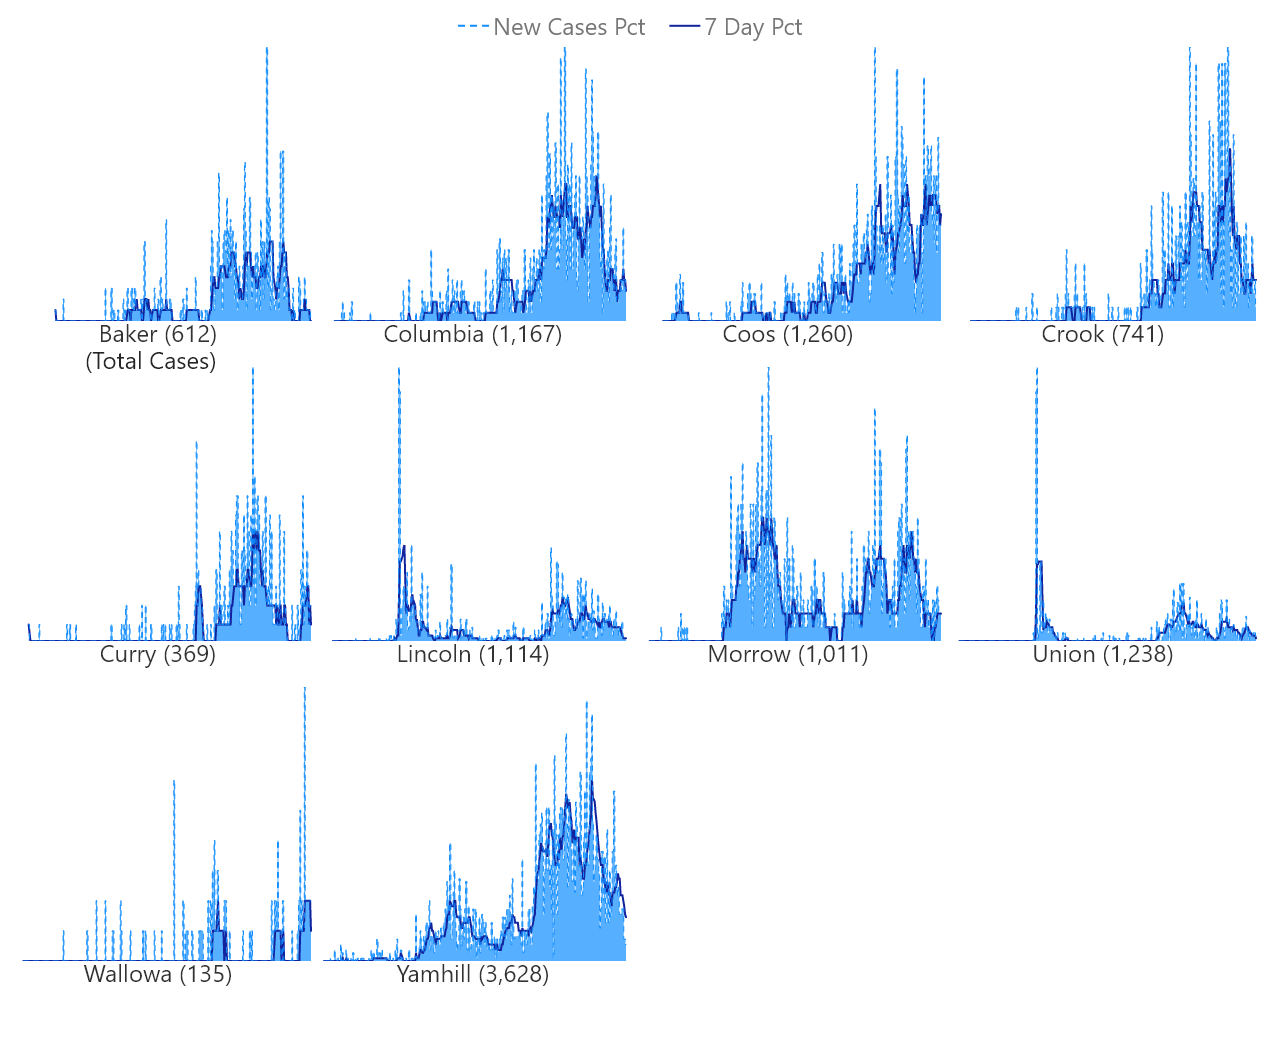 New Cases Pct 7 Day Pct
Baker (612)
(Total Cases)
Columbia (1,167)
Coos (1,260)
Crook (741)
Curry (369)
Lincoln (1,114)
Morrow (1,011)
Union (1,238)
Wallowa (135)
Yamhill (3,628)